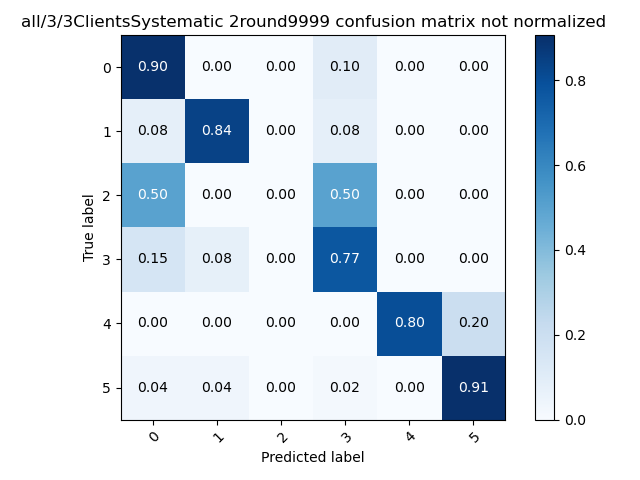 all/3/3ClientsSystematic 2round9999 confusion matrix not normalized
0 0.90 0.00 0.00 0.10 0.00 0.00
1 0.08 0.84 0.00 0.08 0.00 0.00
2 0.50 0.00 0.00 0.50 0.00 0.00
3 0.15 0.08 0.00 0.77 0.00 0.00
4 0.00 0.00 0.00 0.00 0.80 0.20
5 0.04 0.04 0.00 0.02 0.00 0.91
0 1 2 3 4 5
True label
Predicted label
0.8
0.6
0.4
0.2
0.0